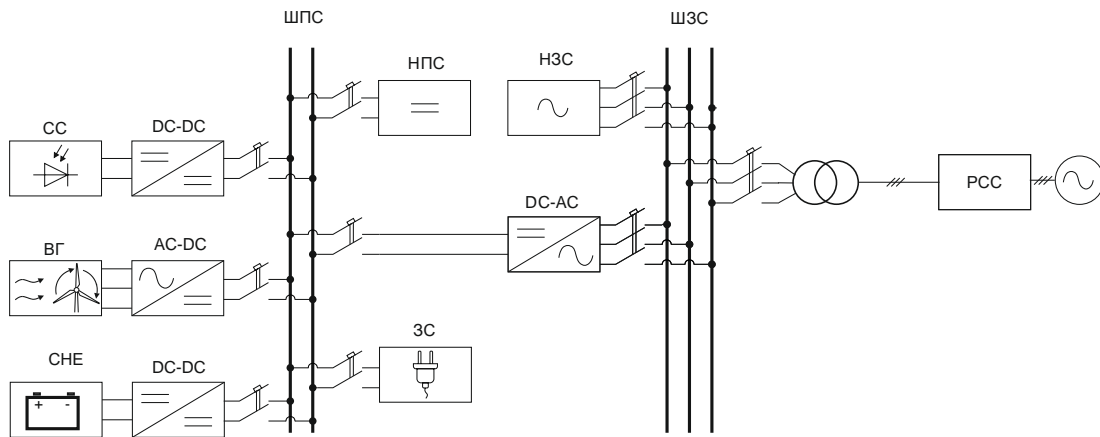 ШПС
ШЗС
НПС
НЗС
СС
DC-DC
DC-AC
РСС
ВГ
AC-DC
ЗС
СНЕ
DC-DC
+ -